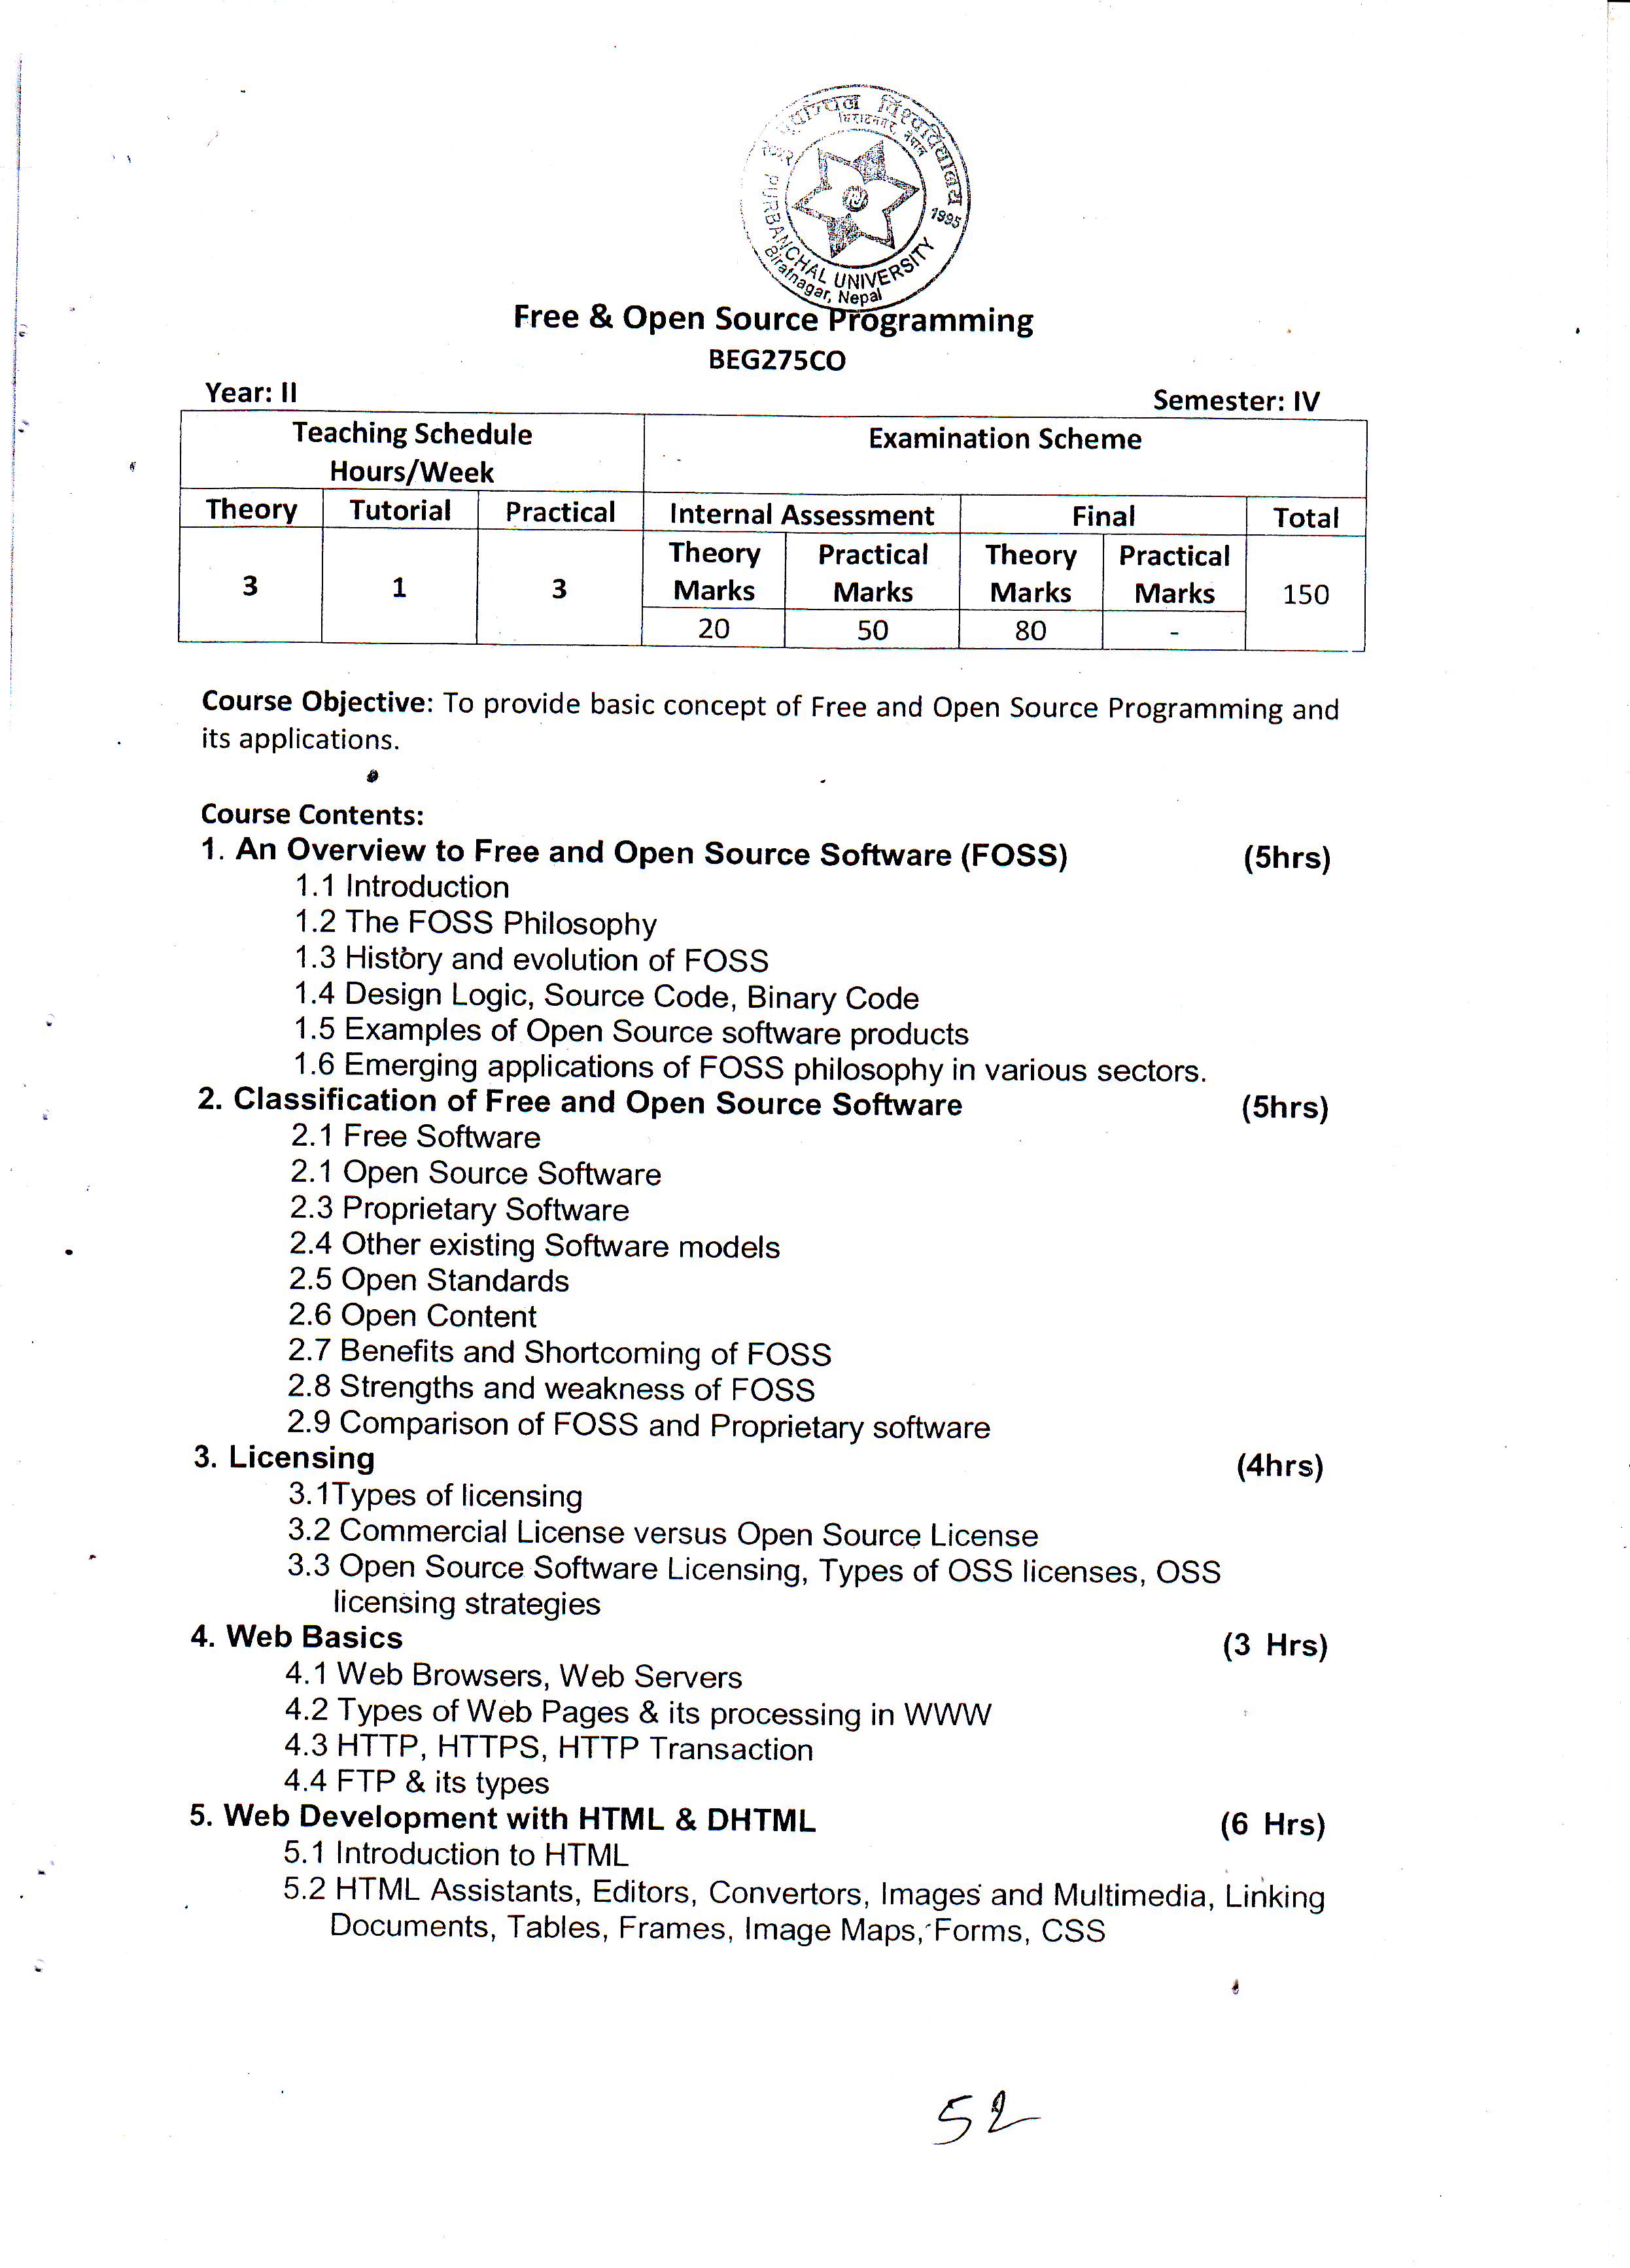 पूर्वाञ्चल विश्वविद्यालय
विराटनगर, नेपाल
PURBANCHAL UNIVERSITY
1995
Biratnagar, Nepal
Free & Open Source Programming
BEG275CO
Year: II Semester: IV
Teaching Schedule Examination Scheme
Hours/Week
Theory Tutorial Practical Internal Assessment Final Total
Theory Practical Theory Practical
3 1 3 Marks Marks Marks Marks 150
20 50 80 -
Course Objective: To provide basic concept of Free and Open Source Programming and
its applications.
Course Contents:
1. An Overview to Free and Open Source Software (FOSS) (5hrs)
1.1 Introduction
1.2 The FOSS Philosophy
1.3 History and evolution of FOSS
1.4 Design Logic, Source Code, Binary Code
1.5 Examples of Open Source software products
1.6 Emerging applications of FOSS philosophy in various sectors.
2. Classification of Free and Open Source Software (5hrs)
2.1 Free Software
2.1 Open Source Software
2.3 Proprietary Software
2.4 Other existing Software models
2.5 Open Standards
2.6 Open Content
2.7 Benefits and Shortcoming of FOSS
2.8 Strengths and weakness of FOSS
2.9 Comparison of FOSS and Proprietary software
3. Licensing (4hrs)
3.1Types of licensing
3.2 Commercial License versus Open Source License
3.3 Open Source Software Licensing, Types of OSS licenses, OSS
licensing strategies
4. Web Basics (3 Hrs)
4.1 Web Browsers, Web Servers
4.2 Types of Web Pages & its processing in WWW
4.3 HTTP, HTTPS, HTTP Transaction
4.4 FTP & its types
5. Web Development with HTML & DHTML (6 Hrs)
5.1 Introduction to HTML
5.2 HTML Assistants, Editors, Convertors, Images and Multimedia, Linking
Documents, Tables, Frames, Image Maps, Forms, CSS
52